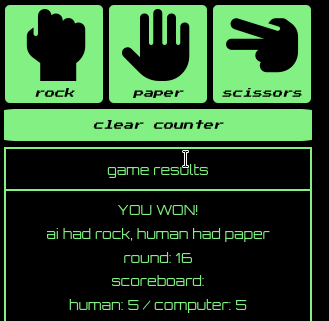 rock
paper
scissors
clear counter
game results
YOU WON!
ai had rock, human had paper
round: 16
scoreboard:
human: 5 / computer: 5